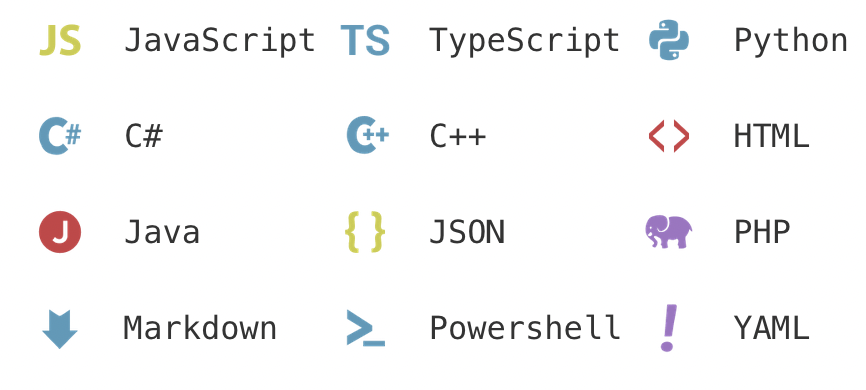 JS JavaScript TS TypeScript Python
C# C# C++ C++ <> HTML
J Java {} JSON PHP
Markdown >_ Powershell ! YAML